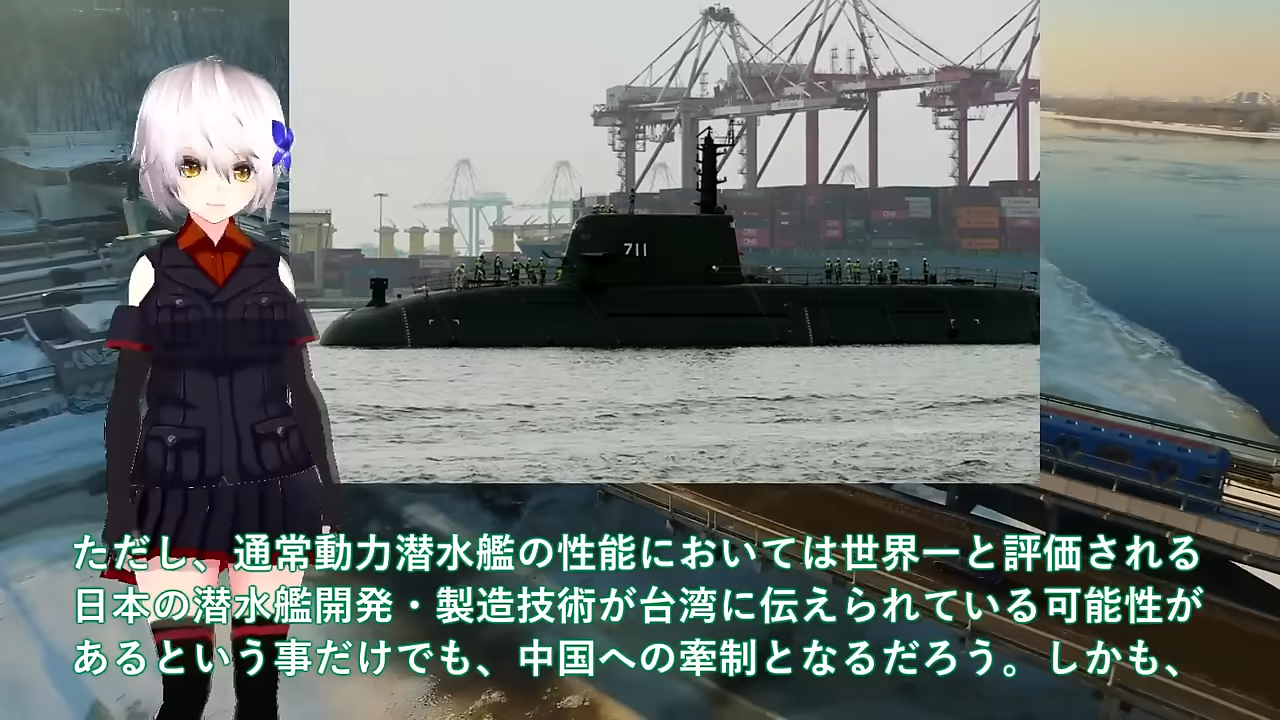 711
ただし、通常動力潜水艦の性能においては世界一と評価される
日本の潜水艦開発・製造技術が台湾に伝えられている可能性が
あるという事だけでも、中国への牽制となるだろう。しかも、